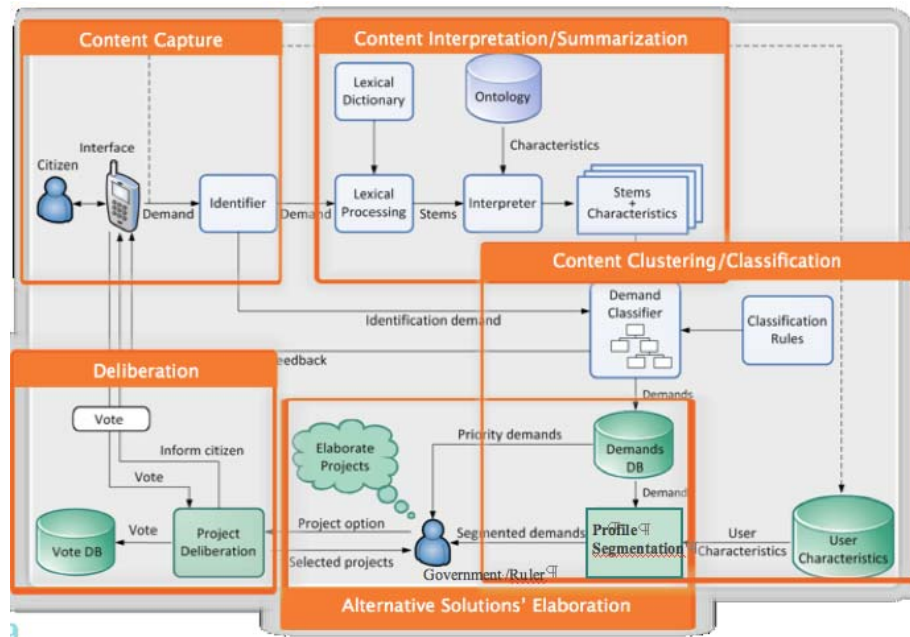 Content Capture
Content Interpretation/Summarization
Lexical
Dictionary
Ontology
Interface
Citizen
Characteristics
Demand
Identifier
Demand
Lexical
Processing
Stems
Interpreter
Stems
+
Characteristics
Content Clustering/Classification
Demand
Classifier
Identification demand
Classification
Rules
eedback
Deliberation
Demands
Vote
Elaborate
Projects
Priority demands
Demands
DB
Inform citizen
Vote
Demand
Project option
Vote DB
Vote
Project
Deliberation
Segmented demands
Profile¶
Segmentation¶
User
Characteristics
User
Characteristics
Selected projects
Government /Ruler¶
Alternative Solutions' Elaboration